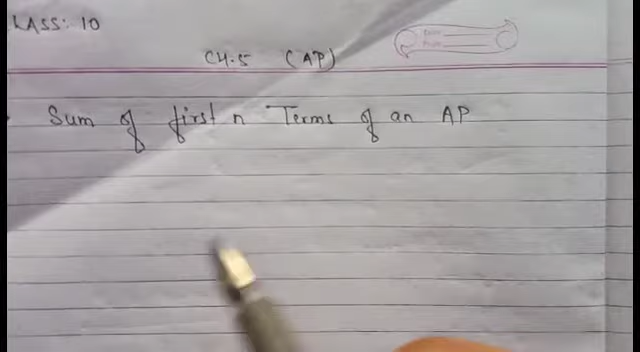 LASS: 10
CH.5 (AP)
Sum of first n Terms of an AP